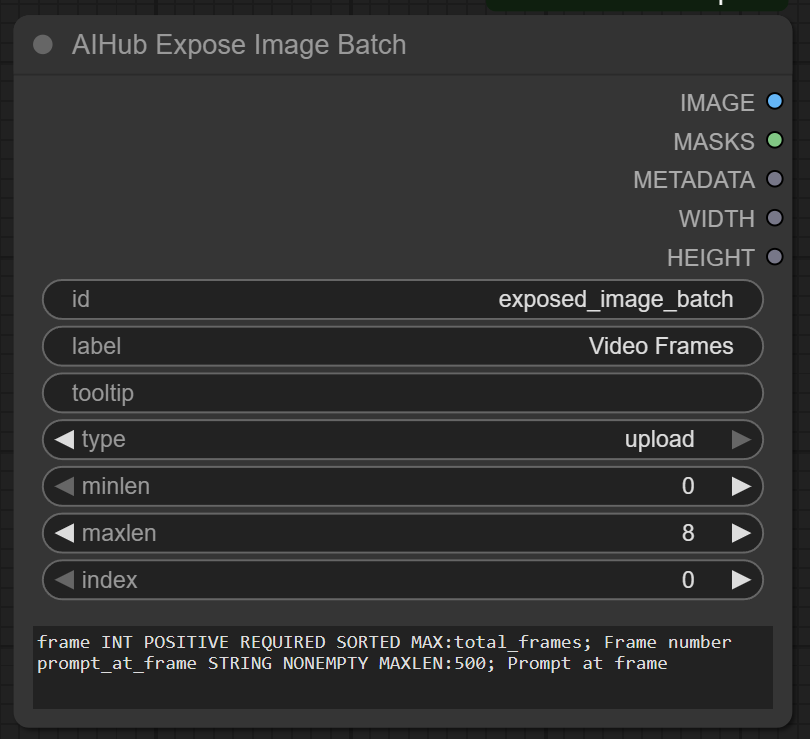 AIHub Expose Image Batch
IMAGE
MASKS
METADATA
WIDTH
HEIGHT
id exposed_image_batch
label Video Frames
tooltip
type upload
minlen 0
maxlen 8
index 0
frame INT POSITIVE REQUIRED SORTED MAX:total_frames; Frame number
prompt_at_frame STRING NONEMPTY MAXLEN:500; Prompt at frame